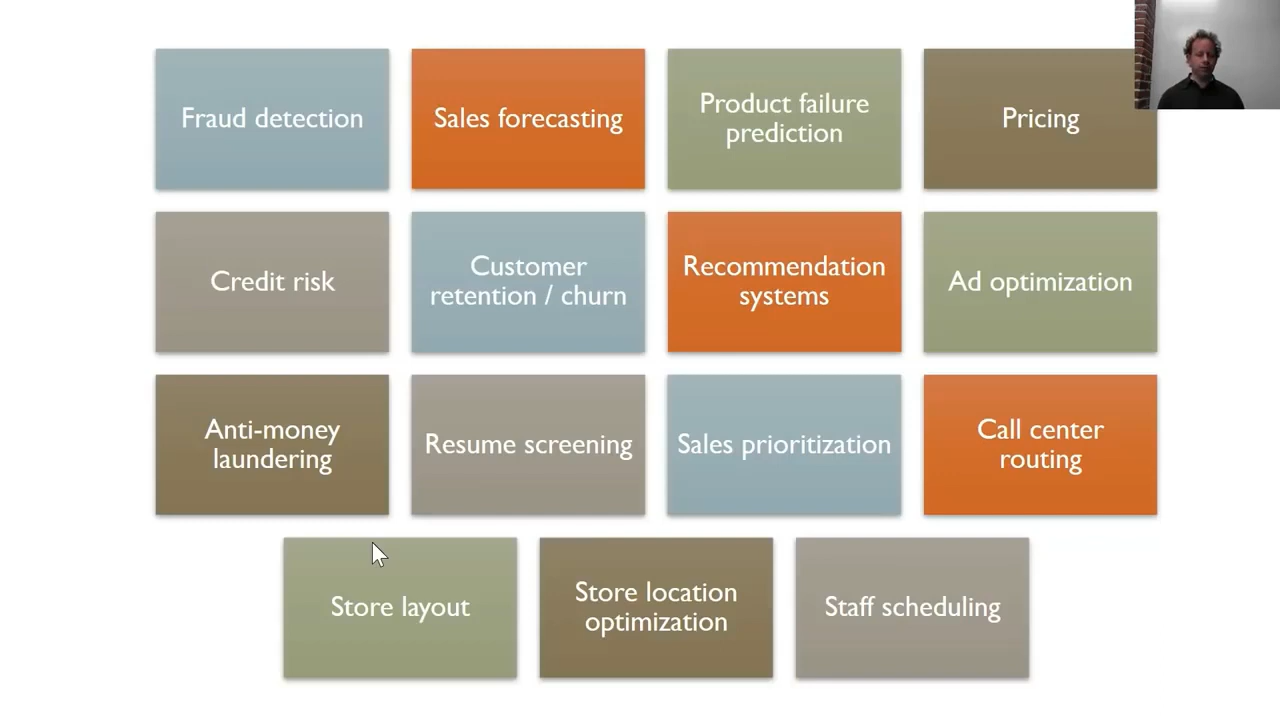 Fraud detection
Sales forecasting
Product failure
prediction
Pricing
Credit risk
Customer
retention / churn
Recommendation
systems
Ad optimization
Anti-money
laundering
Resume screening
Sales prioritization
Call center
routing
Store layout
Store location
optimization
Staff scheduling